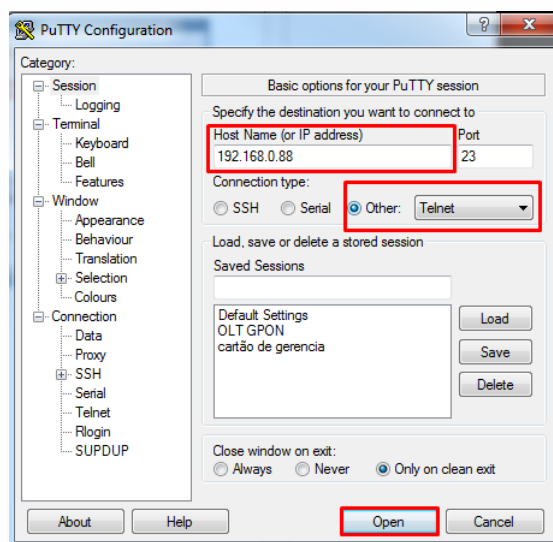 PuTTY Configuration
Category:
Session
Logging
Terminal
Keyboard
Bell
Features
Window
Appearance
Behaviour
Translation
Selection
Colours
Connection
Data
Proxy
SSH
Serial
Telnet
Rlogin
SUPDUP
Basic options for your PuTTY session
Specify the destination you want to connect to
Host Name (or IP address) Port
192.168.0.88 23
Connection type:
SSH Serial Other: Telnet
Load, save or delete a stored session
Saved Sessions
Default Settings
OLT GPON
cartão de gerencia
Load
Save
Delete
Close window on exit:
Always Never Only on clean exit
About Help Open Cancel